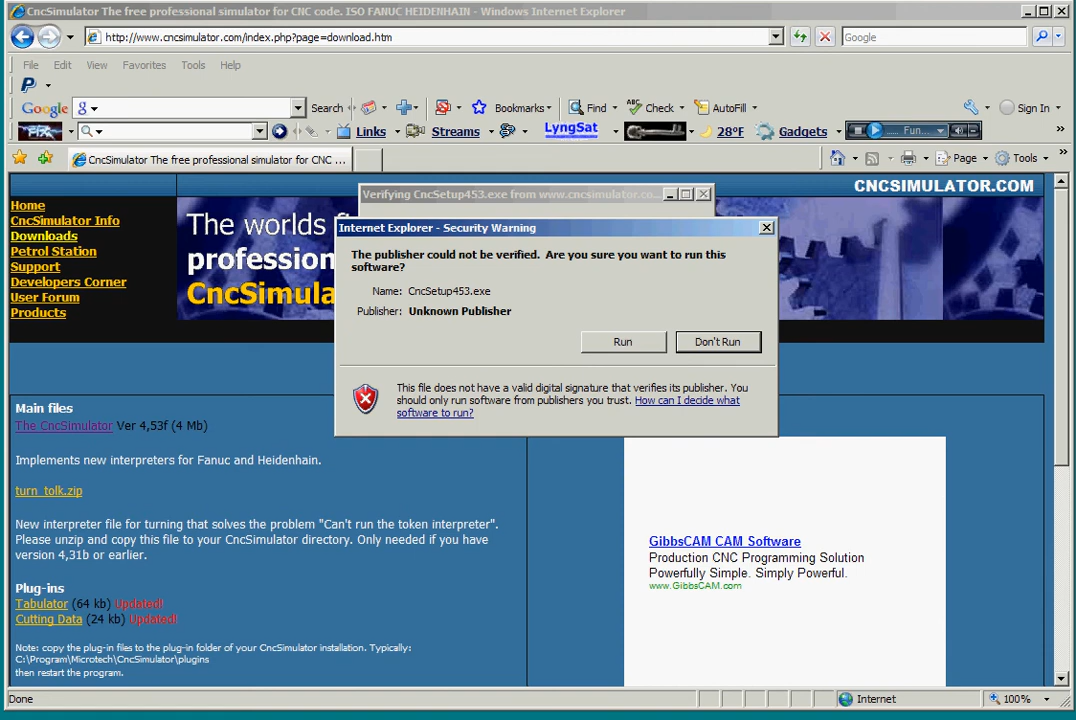 CncSimulator The free professional simulator for CNC code. ISO FANUC HEIDENHAIN - Windows Internet Explorer
http://www.cncsimulator.com/index.php?page=download.htm
Google
File Edit View Favorites Tools Help
Google g Search Bookmarks Find Check AutoFill Sign In
Links Streams LyngSat 28°F Gadgets Fun...
CncSimulator The free professional simulator for CNC ... Page Tools
CNCSIMULATOR.COM
Home
CncSimulator Info
Downloads
Petrol Station
Support
Developers Corner
User Forum
Products
The worlds fi
profession
CncSimula
Verifying CncSetup453.exe from www.cncsimulator.co...
Internet Explorer - Security Warning
The publisher could not be verified. Are you sure you want to run this
software?
Name: CncSetup453.exe
Publisher: Unknown Publisher
Run Don't Run
This file does not have a valid digital signature that verifies its publisher. You
should only run software from publishers you trust. How can I decide what
software to run?
Main files
The CncSimulator Ver 4,53f (4 Mb)
Implements new interpreters for Fanuc and Heidenhain.
turn_tolk.zip
New interpreter file for turning that solves the problem "Can't run the token interpreter".
Please unzip and copy this file to your CncSimulator directory. Only needed if you have
version 4,31b or earlier.
Plug-ins
Tabulator (64 kb) Updated!
Cutting Data (24 kb) Updated!
Note: copy the plug-in files to the plug-in folder of your CncSimulator installation. Typically:
C:\Program\Microtech\CncSimulator\plugins
then restart the program.
GibbsCAM CAM Software
Production CNC Programming Solution
Powerfully Simple. Simply Powerful.
www.GibbsCAM.com
Done Internet 100%